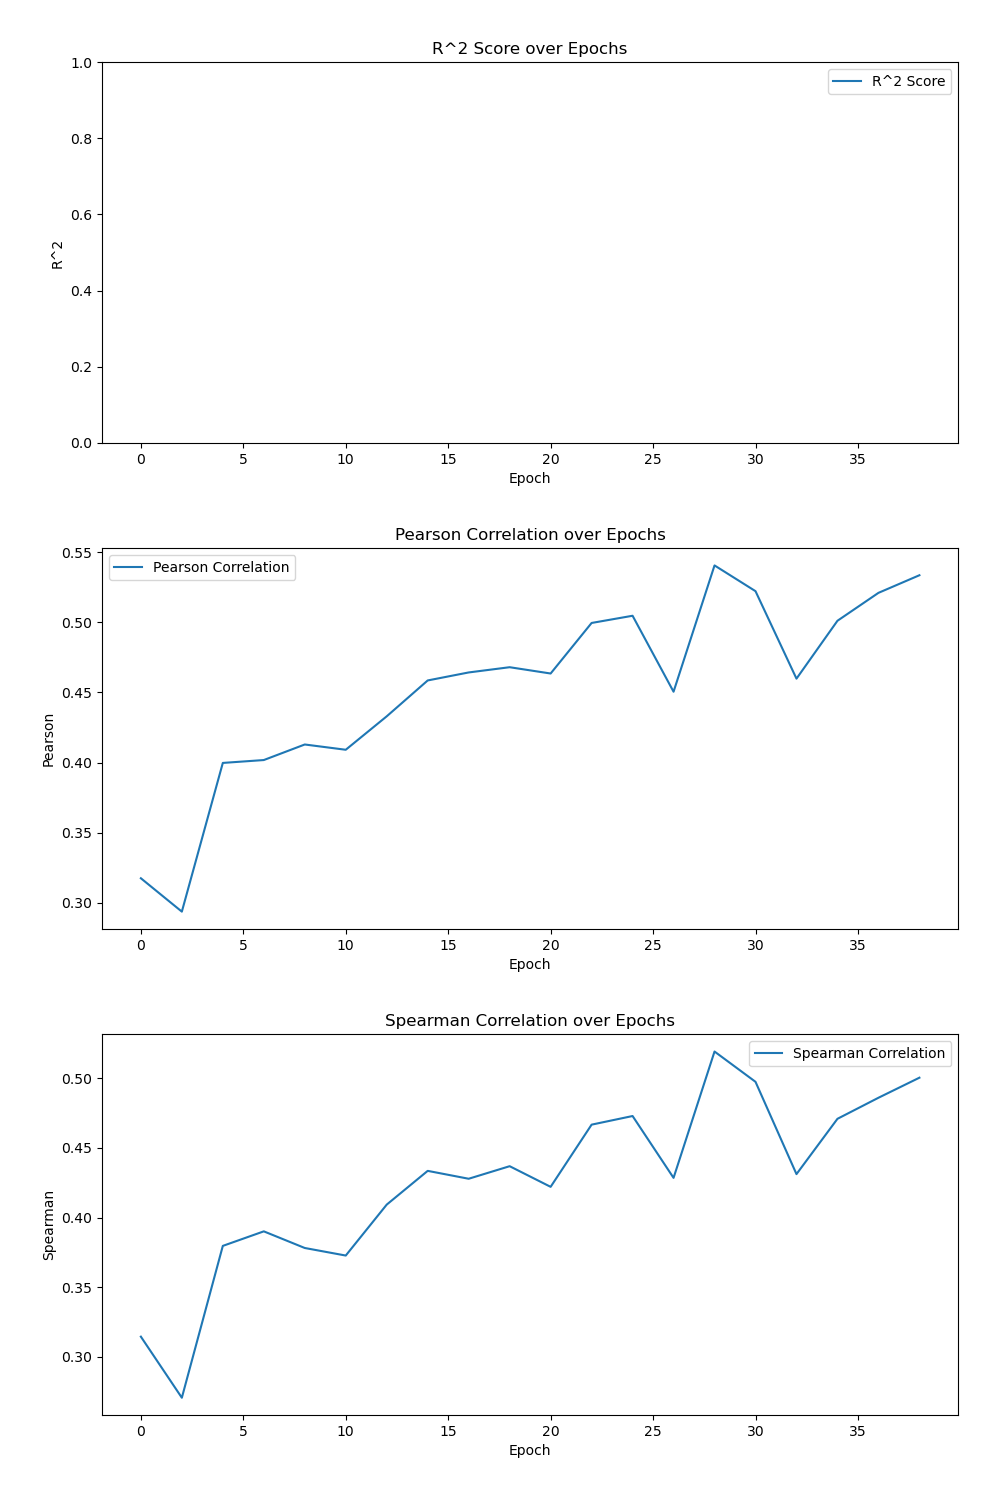 R^2 Score over Epochs
R^2 Score
1.0
0.8
0.6
0.4
0.2
0.0
R^2
0 5 10 15 20 25 30 35
Epoch
Pearson Correlation over Epochs
Pearson Correlation
0.55
0.50
0.45
0.40
0.35
0.30
Pearson
0 5 10 15 20 25 30 35
Epoch
Spearman Correlation over Epochs
Spearman Correlation
0.50
0.45
0.40
0.35
0.30
Spearman
0 5 10 15 20 25 30 35
Epoch